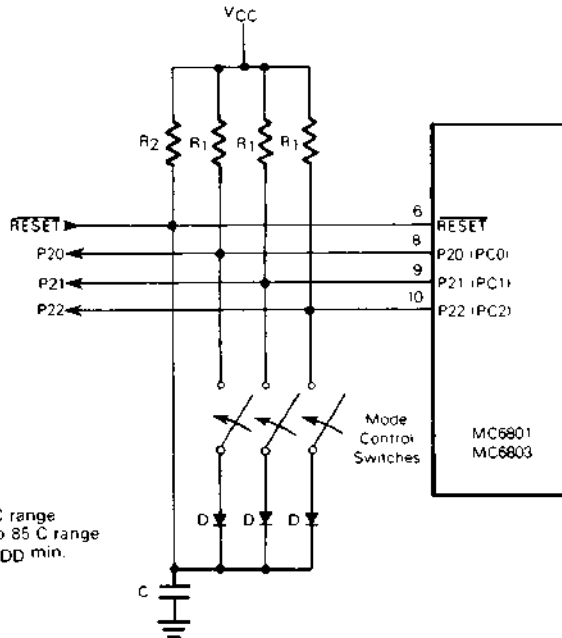 VCC
R2 R1 R1 R1
RESET 6 RESET
P20 8 P20 (PC0)
P21 9 P21 (PC1)
P22 10 P22 (PC2)
Mode
Control
Switches
MC6801
MC6803
D D D
C range
85 C range
DD min.
C